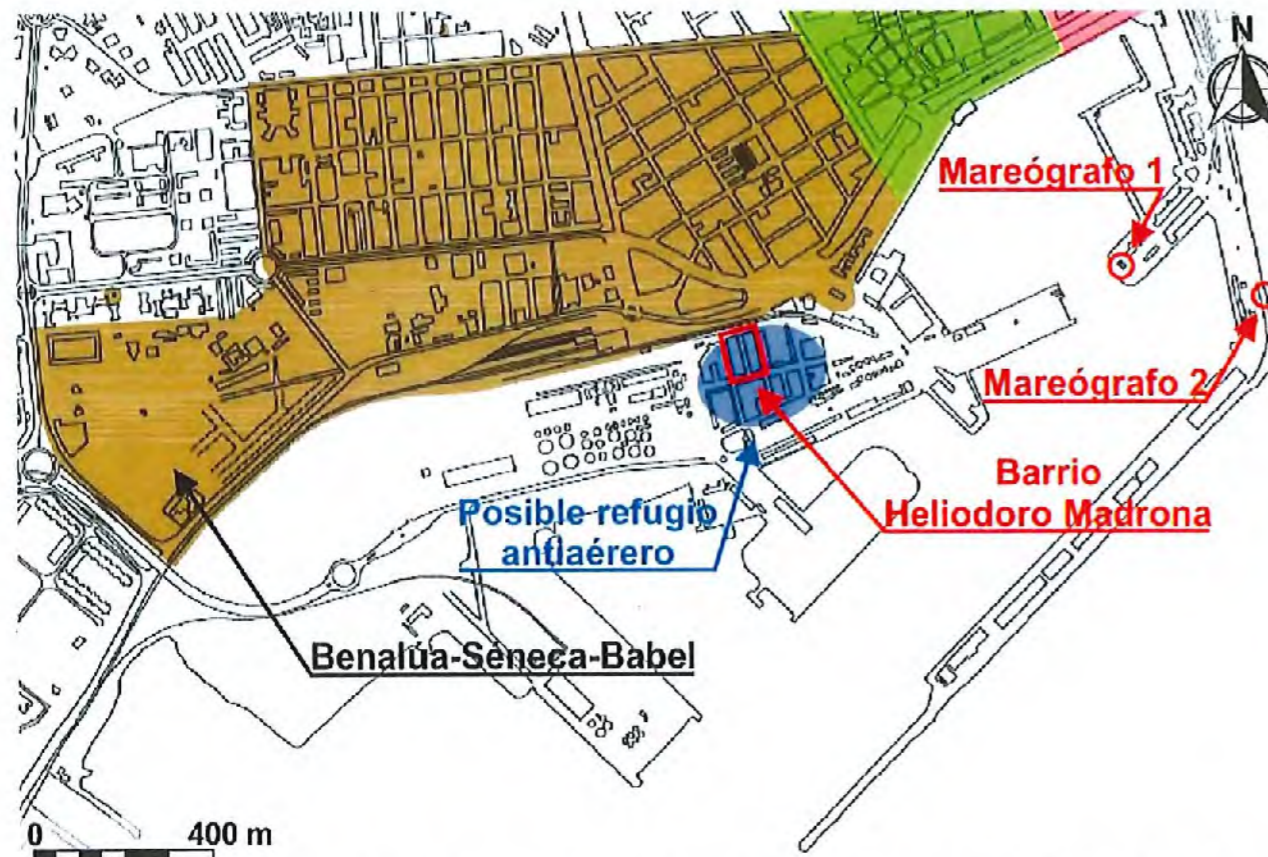 N
Mareógrafo 1
Mareógrafo 2
Barrio
Heliodoro Madrona
Posible refugio
antiaérero
Benalúa-Séneca-Babel
0 400 m